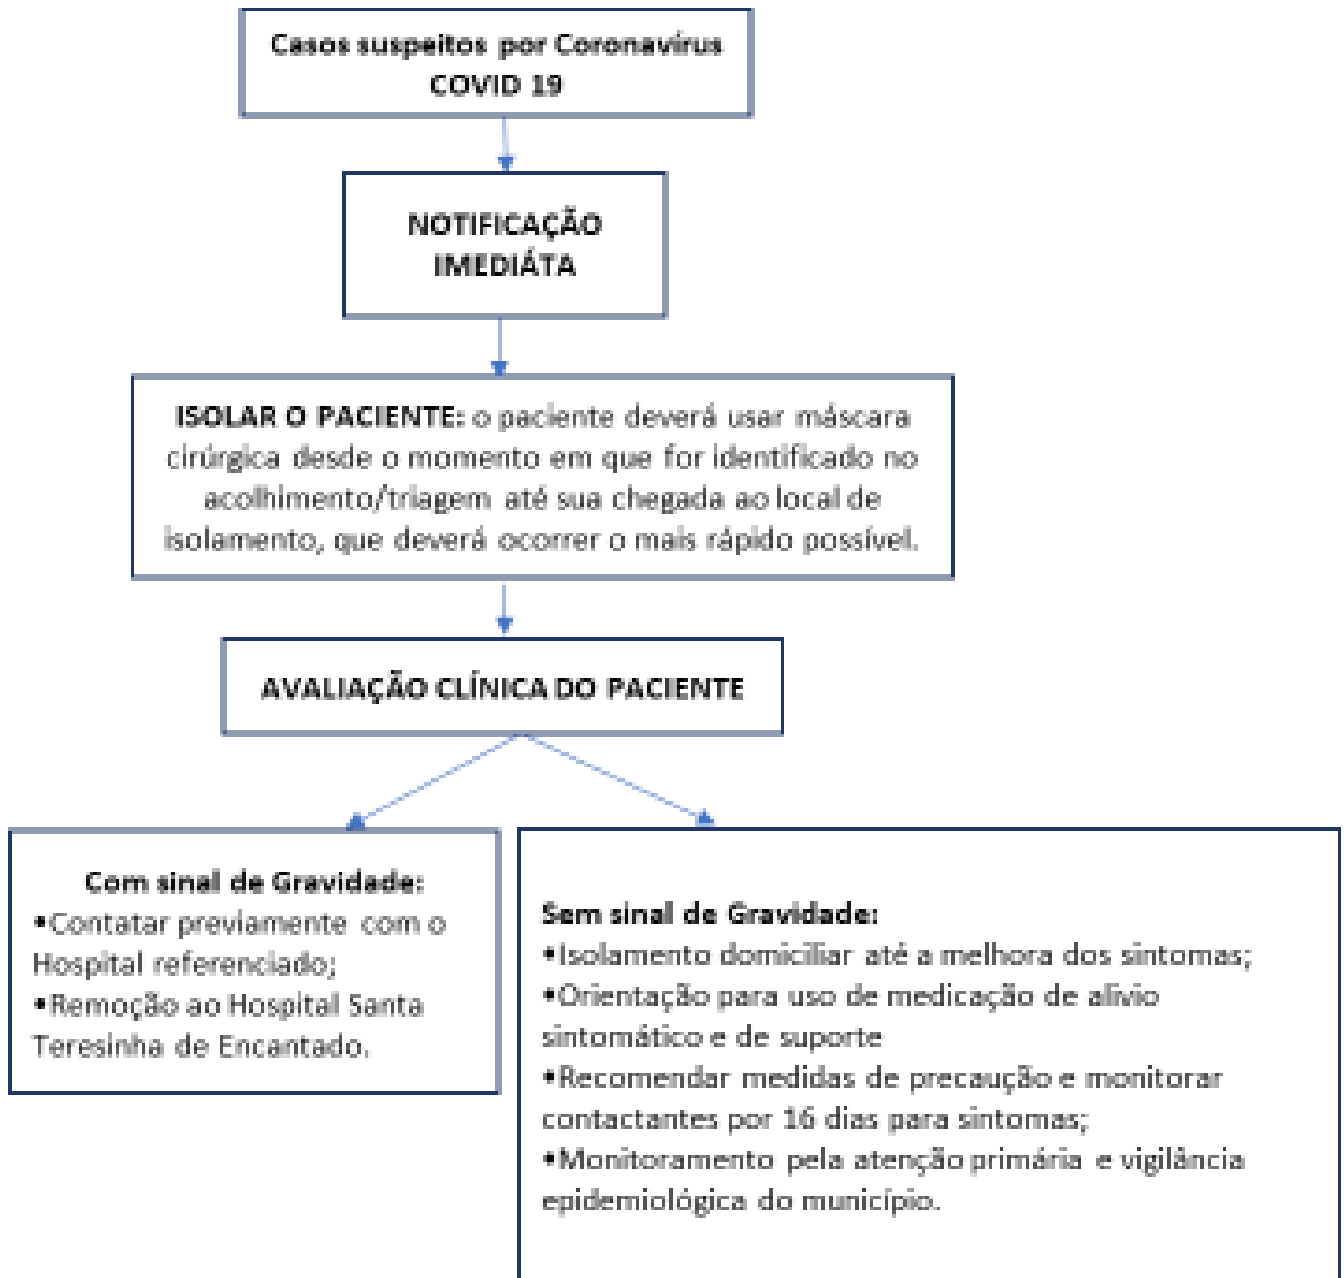 Casos suspeitos por Coronavírus
COVID 19
NOTIFICAÇÃO
IMEDIÁTA
ISOLAR O PACIENTE: o paciente deverá usar máscara
cirúrgica desde o momento em que for identificado no
acolhimento/triagem até sua chegada ao local de
isolamento, que deverá ocorrer o mais rápido possível.
AVALIAÇÃO CLÍNICA DO PACIENTE
Com sinal de Gravidade:
•Contatar previamente com o
Hospital referenciado;
•Remoção ao Hospital Santa
Teresinha de Encantado.
Sem sinal de Gravidade:
•Isolamento domiciliar até a melhora dos sintomas;
•Orientação para uso de medicação de alivio
sintomático e de suporte
•Recomendar medidas de precaução e monitorar
contactantes por 16 dias para sintomas;
•Monitoramento pela atenção primária e vigilância
epidemiológica do município.